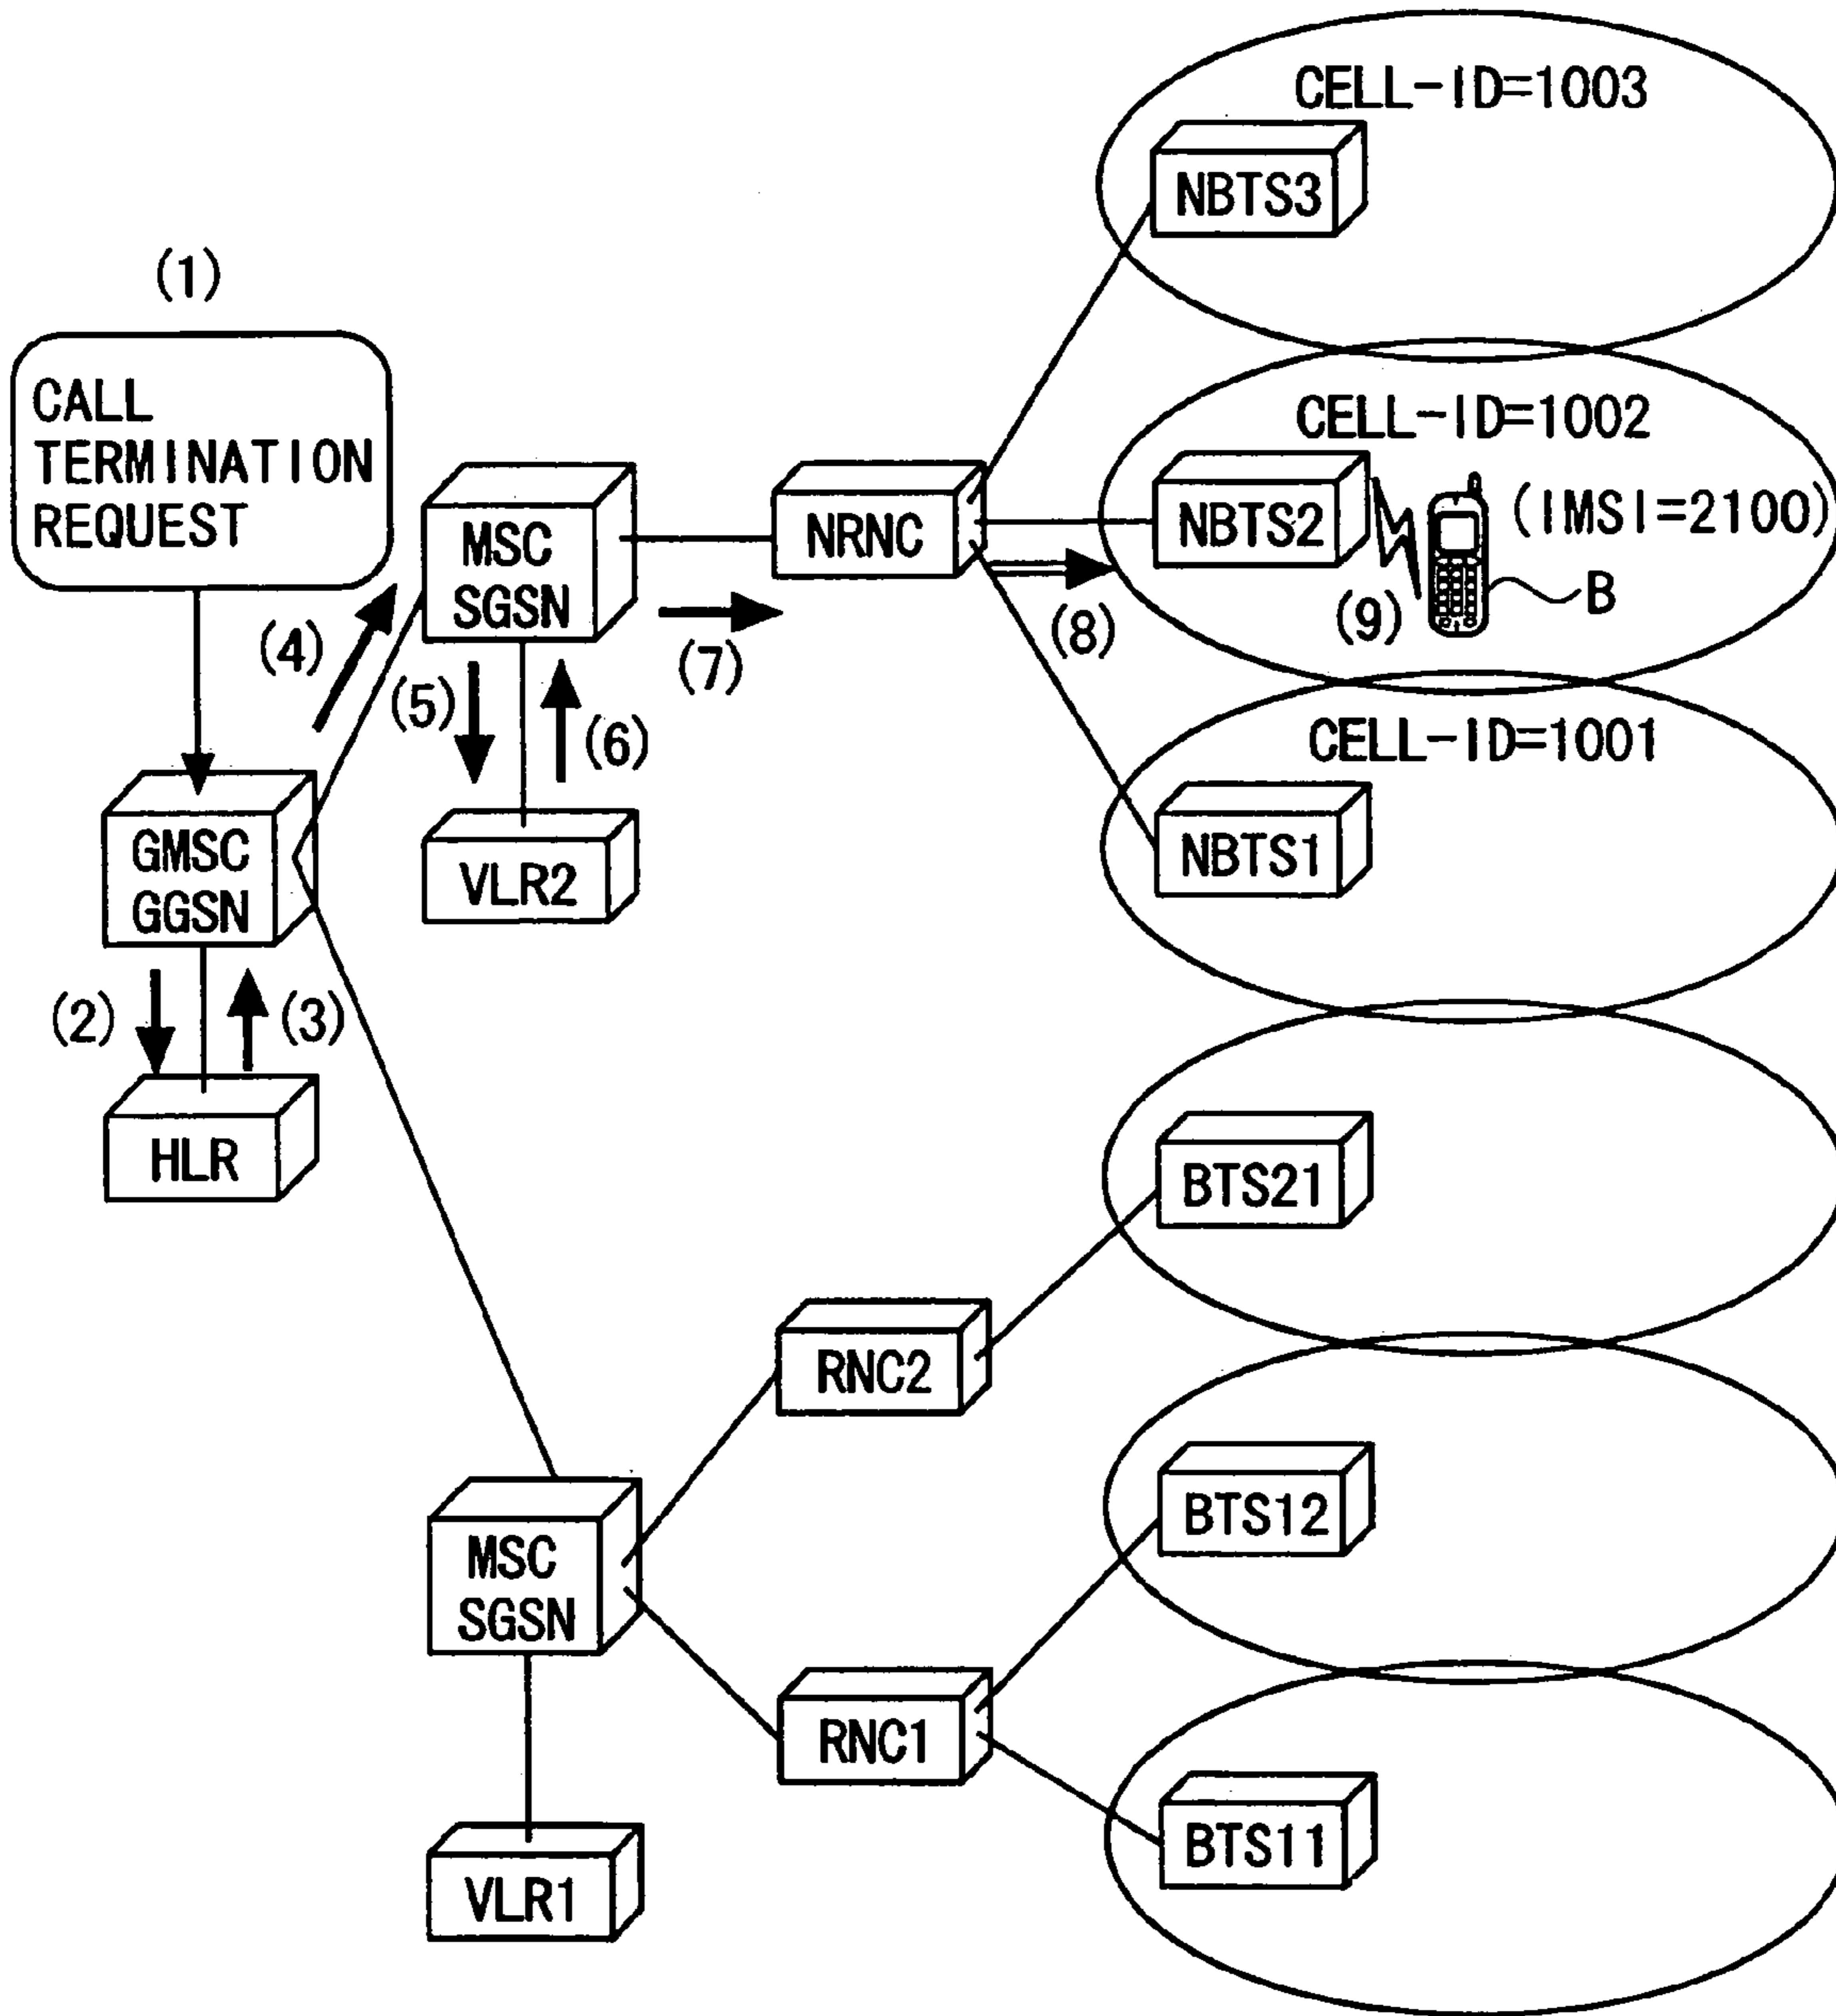 CELL-ID=1003
NBTS3
(1)
CALL
TERMINATION
REQUEST
CELL-ID=1002
MSC
SGSN
NRNC
NBTS2
(IMSI=2100)
B
(9)
(8)
(7)
(4)
(5)
(6)
CELL-ID=1001
NBTS1
GMSC
GGSN
VLR2
(2)
(3)
HLR
BTS21
RNC2
BTS12
MSC
SGSN
RNC1
BTS11
VLR1